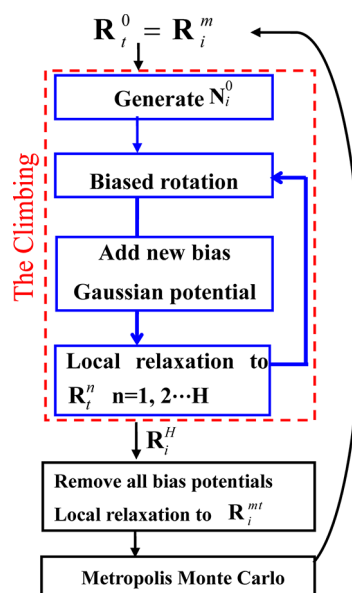 R_t^0 = R_i^m
The Climbing
Generate N_i^0
Biased rotation
Add new bias
Gaussian potential
Local relaxation to
R_t^n n=1, 2···H
R_i^H
Remove all bias potentials
Local relaxation to R_i^{mt}
Metropolis Monte Carlo